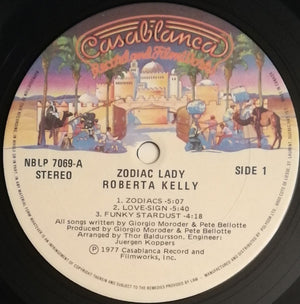 Casablanca
Record and FilmWorks
NBLP 7069-A
STEREO
ZODIAC LADY
ROBERTA KELLY
SIDE 1
1. ZODIACS - 5:07
2. LOVE-SIGN - 5:40
3. FUNKY STARDUST - 4:18
All songs written by Giorgio Moroder & Pete Bellotte
Produced by Giorgio Moroder & Pete Bellotte
Arranged by Thor Baldursson, Engineer:
Juergen Koppers
℗ 1977 Casablanca Record and
Filmworks, Inc.